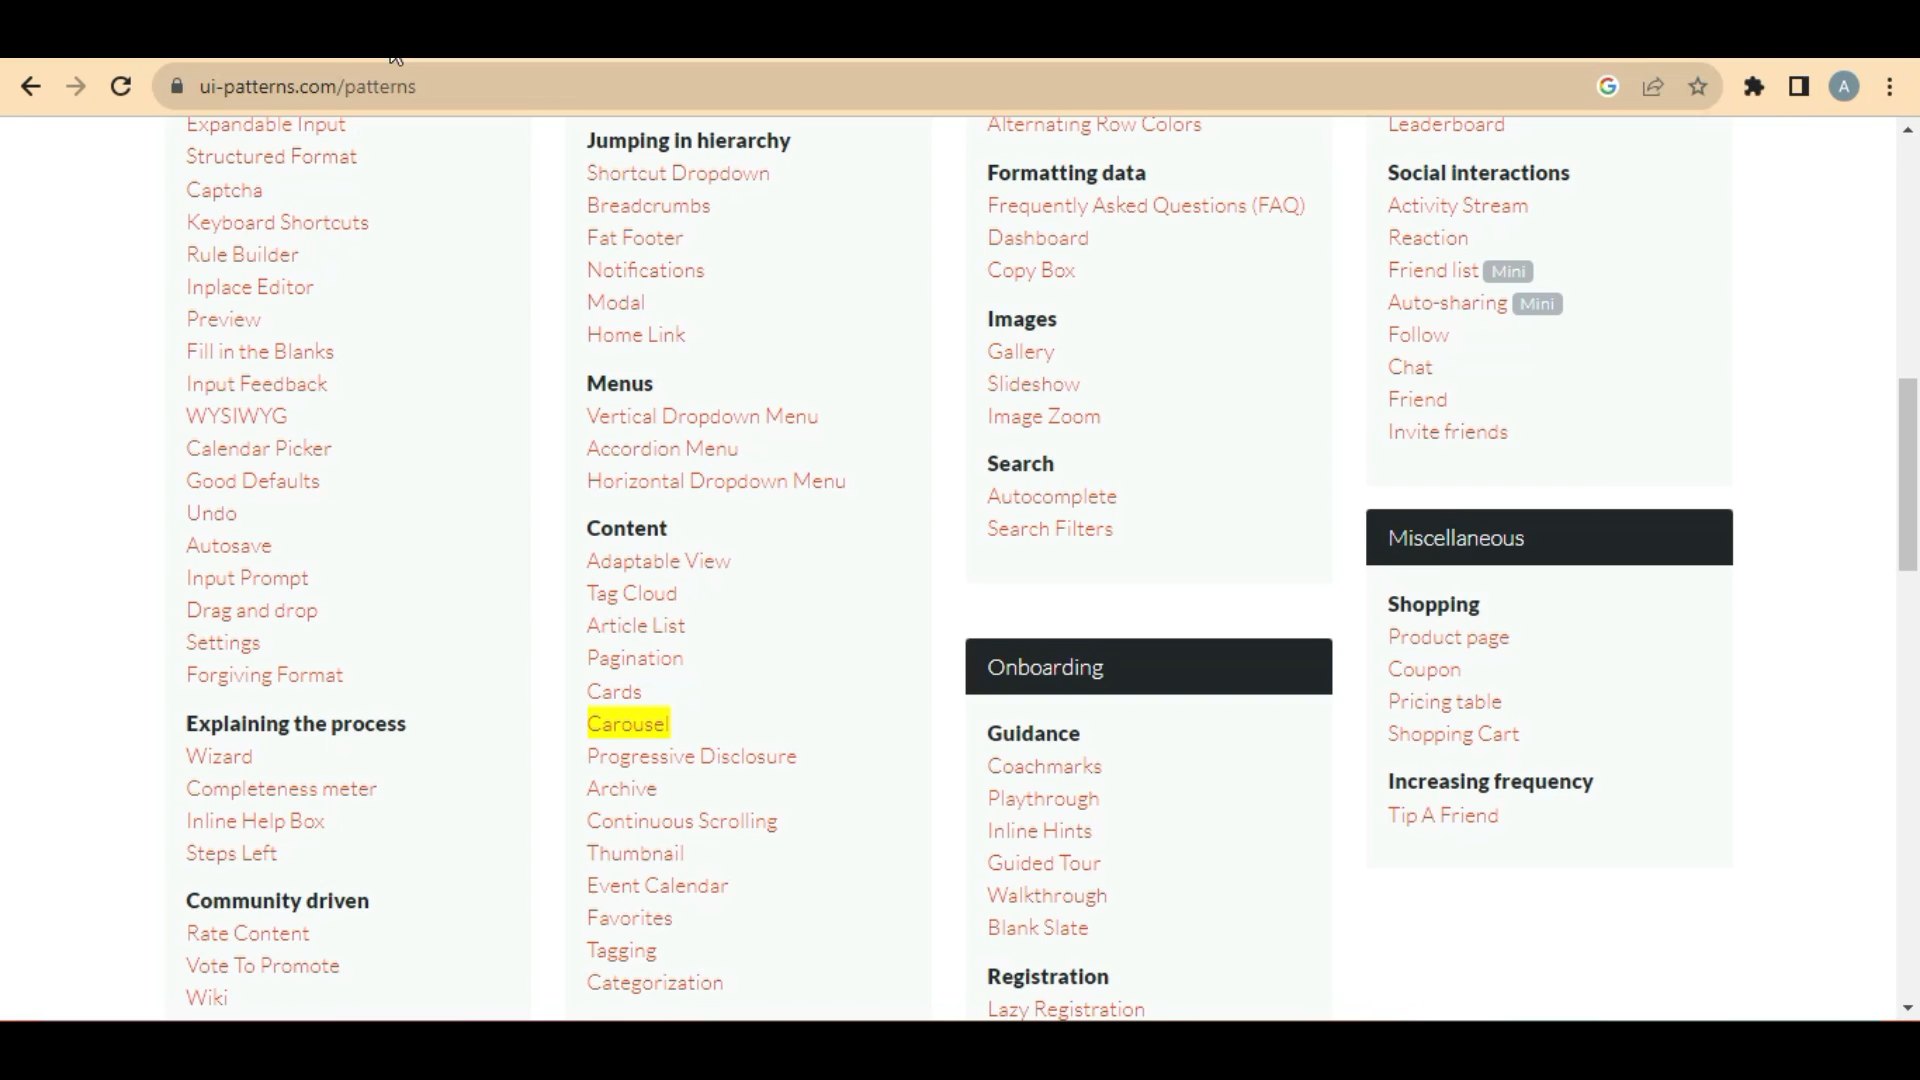 ui-patterns.com/patterns
A
Expandable Input
Structured Format
Captcha
Keyboard Shortcuts
Rule Builder
Inplace Editor
Preview
Fill in the Blanks
Input Feedback
WYSIWYG
Calendar Picker
Good Defaults
Undo
Autosave
Input Prompt
Drag and drop
Settings
Forgiving Format
Explaining the process
Wizard
Completeness meter
Inline Help Box
Steps Left
Community driven
Rate Content
Vote To Promote
Wiki
Jumping in hierarchy
Shortcut Dropdown
Breadcrumbs
Fat Footer
Notifications
Modal
Home Link
Menus
Vertical Dropdown Menu
Accordion Menu
Horizontal Dropdown Menu
Content
Adaptable View
Tag Cloud
Article List
Pagination
Cards
Carousel
Progressive Disclosure
Archive
Continuous Scrolling
Thumbnail
Event Calendar
Favorites
Tagging
Categorization
Alternating Row Colors
Formatting data
Frequently Asked Questions (FAQ)
Dashboard
Copy Box
Images
Gallery
Slideshow
Image Zoom
Search
Autocomplete
Search Filters
Onboarding
Guidance
Coachmarks
Playthrough
Inline Hints
Guided Tour
Walkthrough
Blank Slate
Registration
Lazy Registration
Leaderboard
Social interactions
Activity Stream
Reaction
Friend list Mini
Auto-sharing Mini
Follow
Chat
Friend
Invite friends
Miscellaneous
Shopping
Product page
Coupon
Pricing table
Shopping Cart
Increasing frequency
Tip A Friend